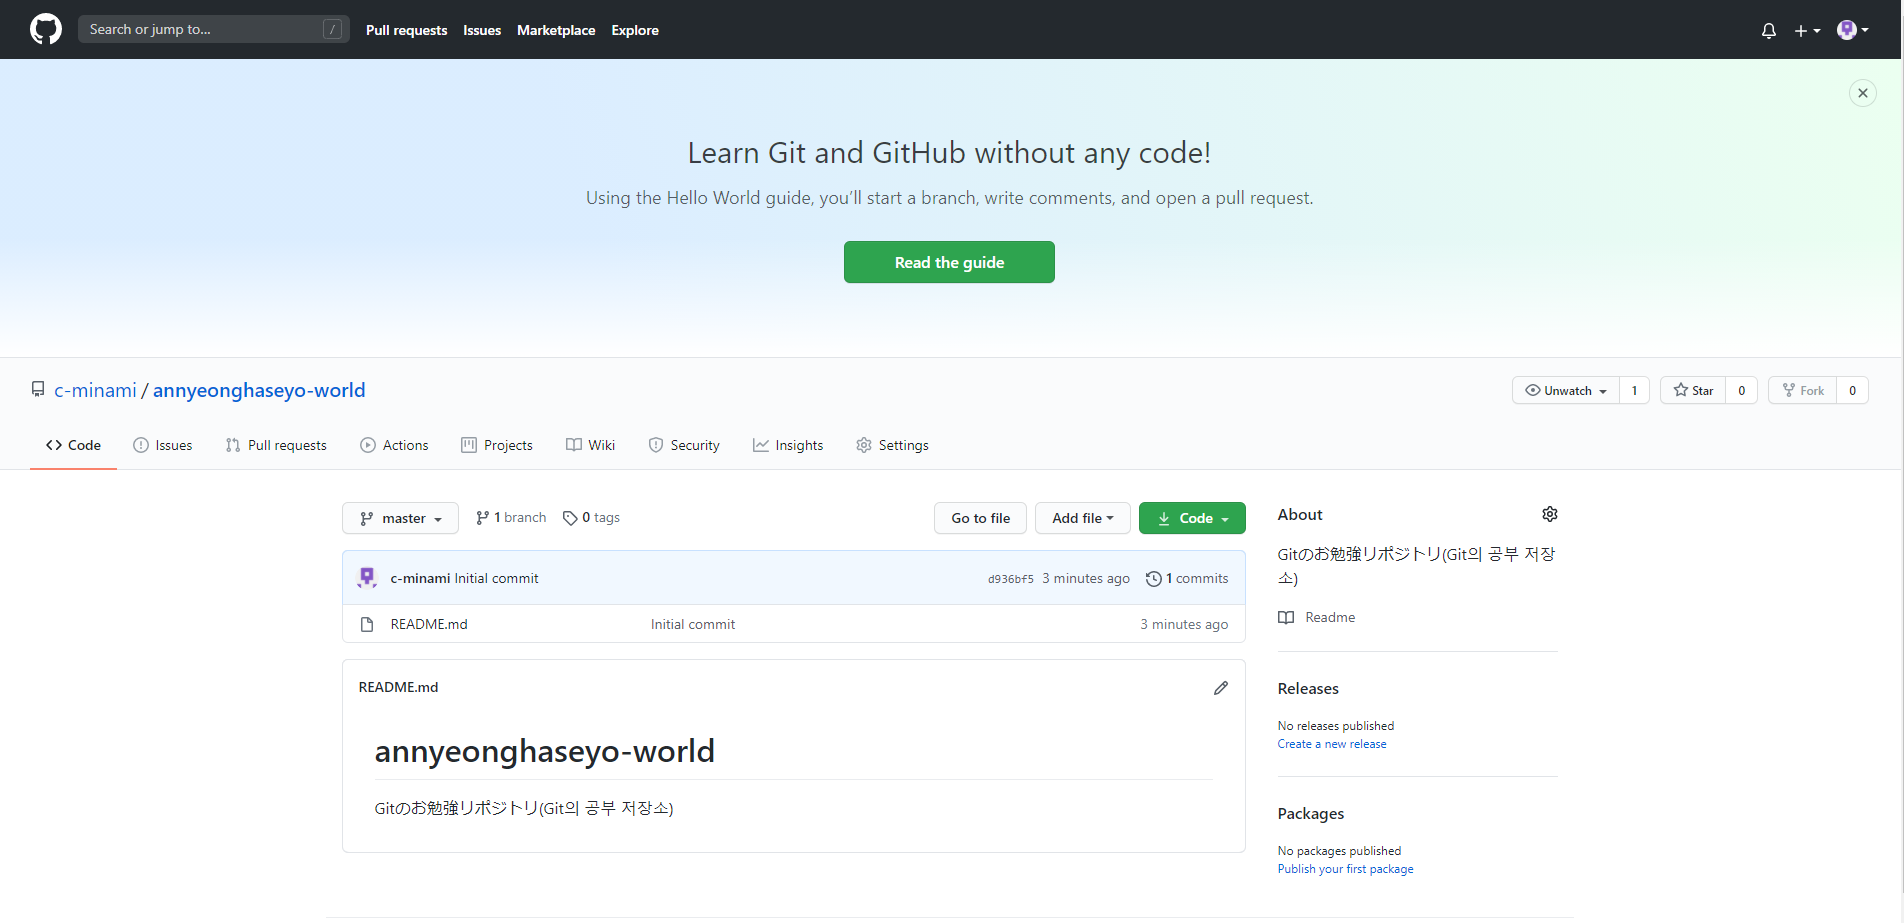 Search or jump to... /
Pull requests Issues Marketplace Explore
Learn Git and GitHub without any code!
Using the Hello World guide, you’ll start a branch, write comments, and open a pull request.
Read the guide
c-minami / annyeonghaseyo-world
Unwatch 1 Star 0 Fork 0
Code Issues Pull requests Actions Projects Wiki Security Insights Settings
master 1 branch 0 tags
Go to file Add file Code
c-minami Initial commit d936bf5 3 minutes ago 1 commits
README.md Initial commit 3 minutes ago
README.md
annyeonghaseyo-world
Gitのお勉強リポジトリ(Git의 공부 저장소)
About
Gitのお勉強リポジトリ(Git의 공부 저장
소)
Readme
Releases
No releases published
Create a new release
Packages
No packages published
Publish your first package